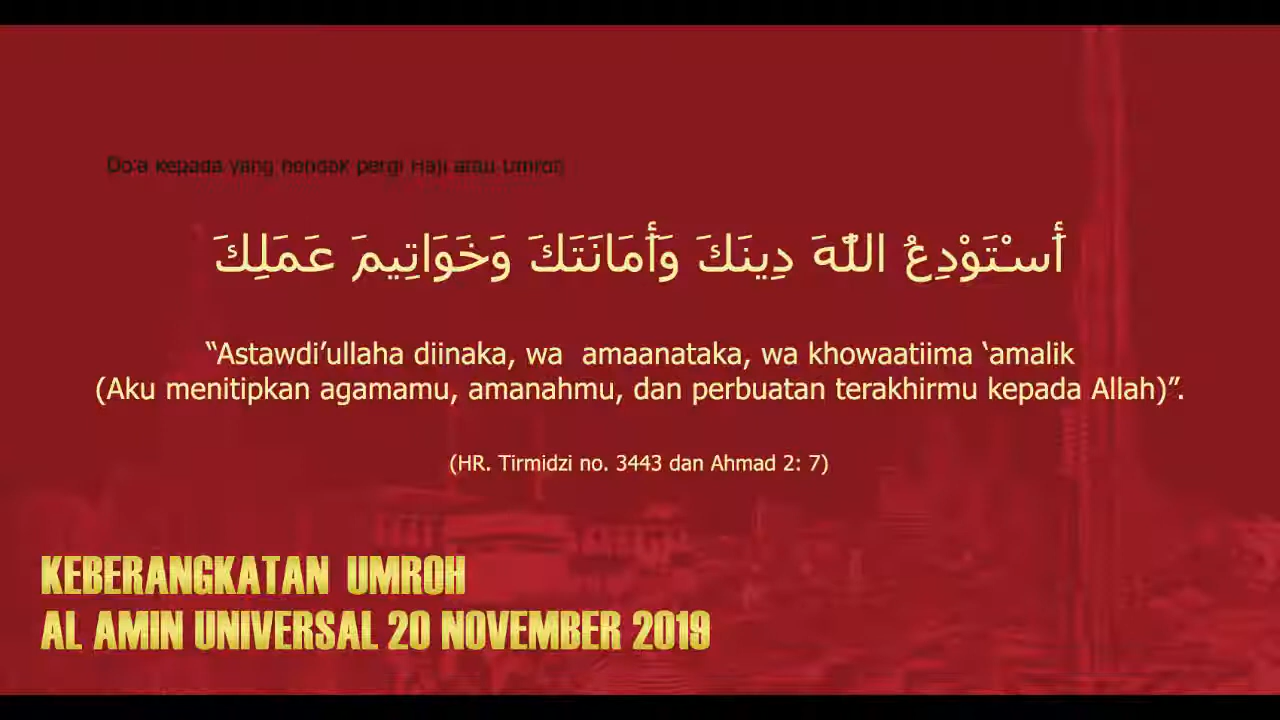 Do'a kepada yang hendak pergi Haji atau Umroh
أَسْتَوْدِعُ اللّٰهَ دِينَكَ وَأَمَانَتَكَ وَخَوَاتِيمَ عَمَلِكَ
“Astawdi’ullaha diinaka, wa  amaanataka, wa khowaatiima ‘amalik
(Aku menitipkan agamamu, amanahmu, dan perbuatan terakhirmu kepada Allah)”.
(HR. Tirmidzi no. 3443 dan Ahmad 2: 7)
KEBERANGKATAN  UMROH
AL AMIN UNIVERSAL 20 NOVEMBER 2019